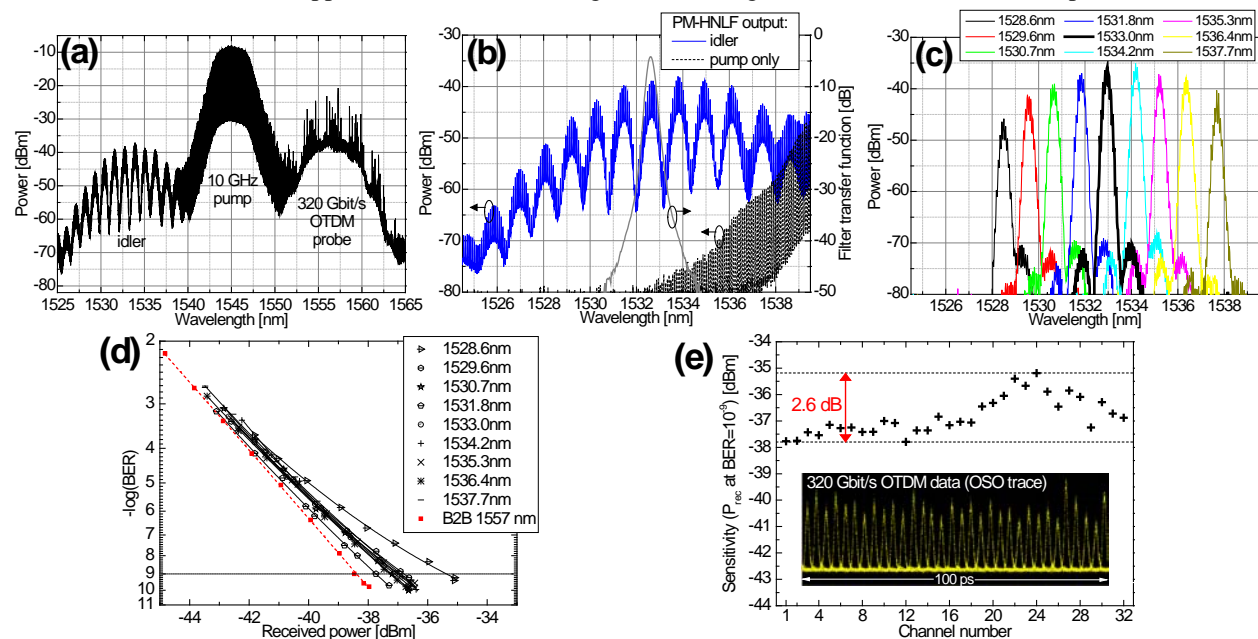 (a)
-10
-20
-30
-40
-50
-60
-70
-80
Power [dBm]
idler
10 GHz
pump
320 Gbit/s
OTDM
probe
1525 1530 1535 1540 1545 1550 1555 1560 1565
Wavelength [nm]
(b)
PM-HNLF output:
idler
pump only
-30
-40
-50
-60
-70
-80
Power [dBm]
0
10
20
30
40
50
Filter transfer function [dB]
1526 1528 1530 1532 1534 1536 1538
Wavelength [nm]
1528.6nm 1531.8nm 1535.3nm
1529.6nm 1533.0nm 1536.4nm
1530.7nm 1534.2nm 1537.7nm
(c)
-30
-40
-50
-60
-70
-80
Power [dBm]
1526 1528 1530 1532 1534 1536 1538
Wavelength [nm]
(d)
2
3
4
5
6
7
8
9
10
11
-log(BER)
1528.6nm
1529.6nm
1530.7nm
1531.8nm
1533.0nm
1534.2nm
1535.3nm
1536.4nm
1537.7nm
B2B 1557 nm
-44 -42 -40 -38 -36 -34
Received power [dBm]
(e)
-34
-35
-36
-37
-38
-39
-40
-41
-42
-43
-44
Sensitivity (Prec at BER=10-9) [dBm]
2.6 dB
320 Gbit/s OTDM data (OSO trace)
100 ps
1 4 8 12 16 20 24 28 32
Channel number